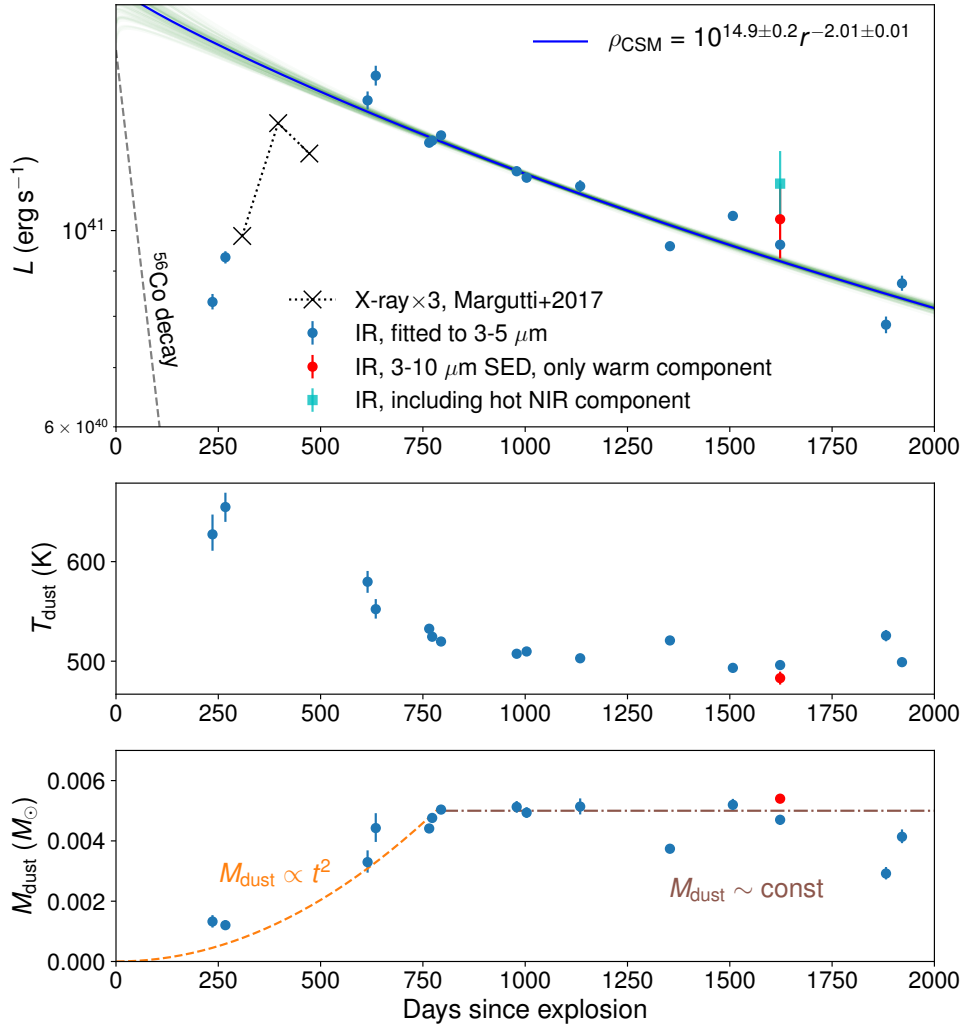 ρCSM = 10^14.9±0.2 r^−2.01±0.01
L (erg s^−1)
10^41
6 × 10^40
56Co decay
X-ray×3, Margutti+2017
IR, fitted to 3-5 μm
IR, 3-10 μm SED, only warm component
IR, including hot NIR component
0 250 500 750 1000 1250 1500 1750 2000
Tdust (K)
600
500
0 250 500 750 1000 1250 1500 1750 2000
Mdust (M⊙)
0.006
0.004
0.002
0.000
Mdust ∝ t^2
Mdust ∼ const
0 250 500 750 1000 1250 1500 1750 2000
Days since explosion